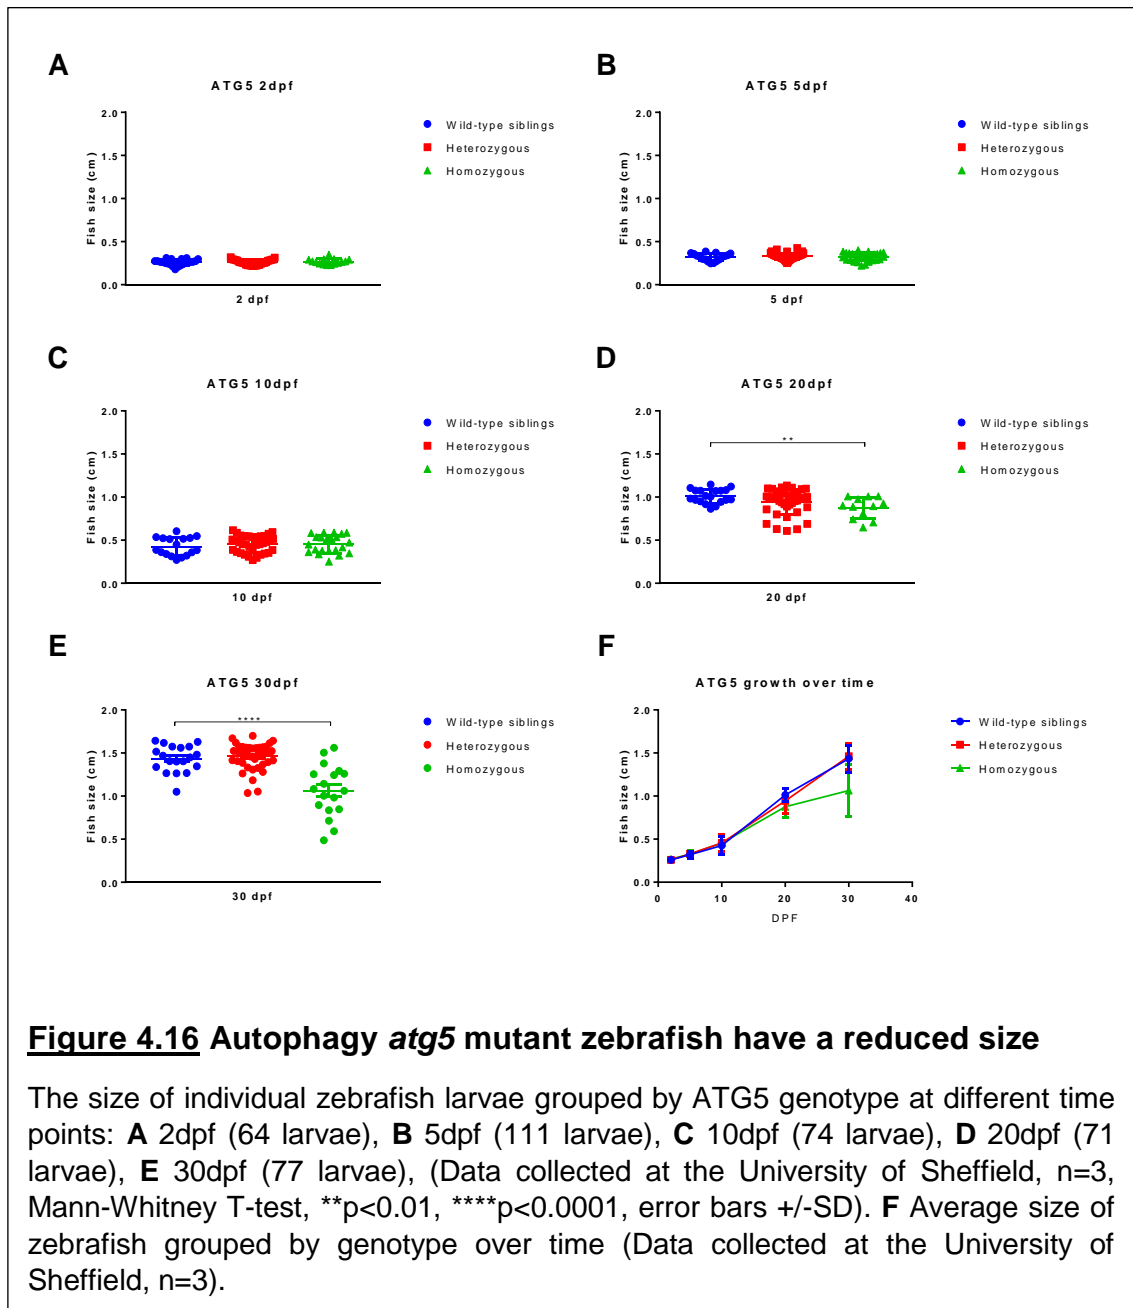 A
ATG5 2dpf
Fish size (cm)
2.0
1.5
1.0
0.5
0.0
2 dpf
Wild-type siblings
Heterozygous
Homozygous
B
ATG5 5dpf
Fish size (cm)
2.0
1.5
1.0
0.5
0.0
5 dpf
Wild-type siblings
Heterozygous
Homozygous
C
ATG5 10dpf
Fish size (cm)
2.0
1.5
1.0
0.5
0.0
10 dpf
Wild-type siblings
Heterozygous
Homozygous
D
ATG5 20dpf
Fish size (cm)
2.0
1.5
1.0
0.5
0.0
**
20 dpf
Wild-type siblings
Heterozygous
Homozygous
E
ATG5 30dpf
Fish size (cm)
2.0
1.5
1.0
0.5
0.0
****
30 dpf
Wild-type siblings
Heterozygous
Homozygous
F
ATG5 growth over time
Fish size (cm)
2.0
1.5
1.0
0.5
0.0
0 10 20 30 40
DPF
Wild-type siblings
Heterozygous
Homozygous
Figure 4.16 Autophagy atg5 mutant zebrafish have a reduced size
The size of individual zebrafish larvae grouped by ATG5 genotype at different time
points: A 2dpf (64 larvae), B 5dpf (111 larvae), C 10dpf (74 larvae), D 20dpf (71
larvae), E 30dpf (77 larvae), (Data collected at the University of Sheffield, n=3,
Mann-Whitney T-test, **p<0.01, ****p<0.0001, error bars +/-SD). F Average size of
zebrafish grouped by genotype over time (Data collected at the University of
Sheffield, n=3).